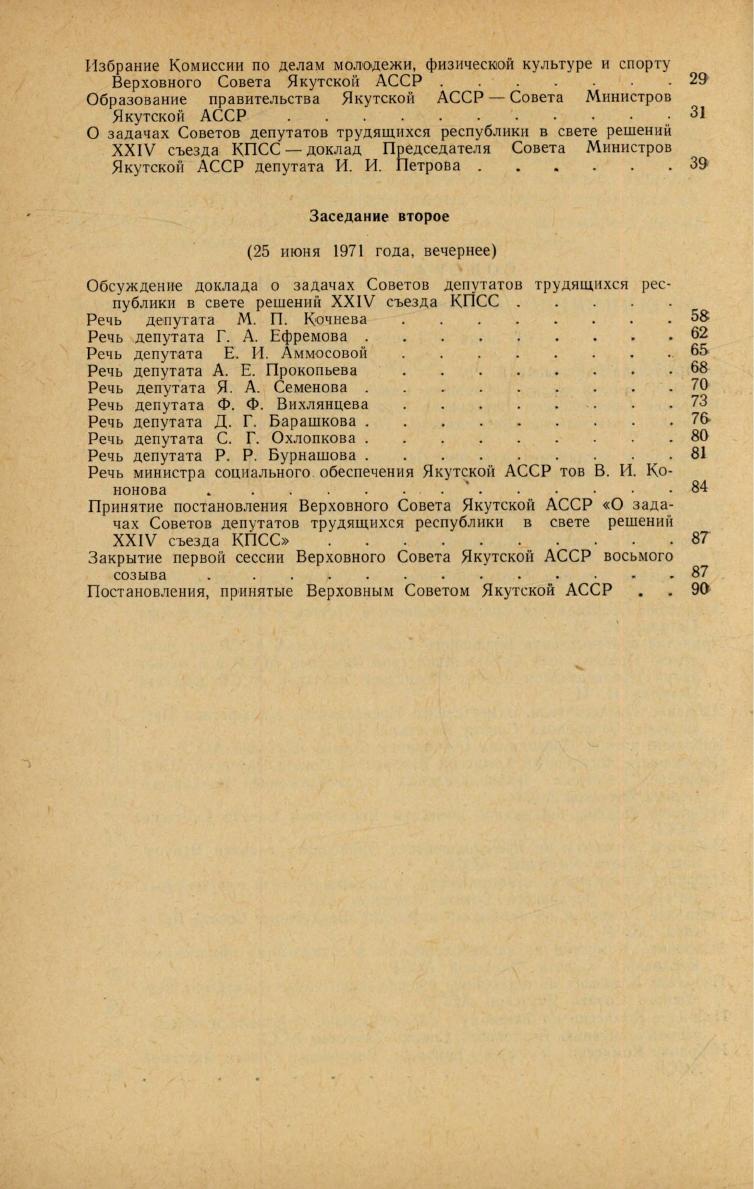 Избрание Комиссии по делам молодежи, физической культуре и спорту
Верховного Совета Якутской АССР . . . . . . . 29
Образование правительства Якутской АССР — Совета Министров
Якутской АССР . . . . . . . . . . . 31
О задачах Советов депутатов трудящихся республики в свете решений
XXIV съезда КПСС — доклад Председателя Совета Министров
Якутской АССР депутата И. И. Петрова . . . . . . 39
Заседание второе
(25 июня 1971 года, вечернее)
Обсуждение доклада о задачах Советов депутатов трудящихся рес-
публики в свете решений XXIV съезда КПСС . . . . .
Речь депутата М. П. Кочнева . . . . . . . . 58
Речь депутата Г. А. Ефремова . . . . . . . . . 62
Речь депутата Е. И. Аммосовой . . . . . . . . 65
Речь депутата А. Е. Прокопьева . . . . . . . . 68
Речь депутата Я. А. Семенова . . . . . . . . . 70
Речь депутата Ф. Ф. Вихлянцева . . . . . . . . 73
Речь депутата Д. Г. Барашкова . . . . . . . . . 76
Речь депутата С. Г. Охлопкова . . . . . . . . . 80
Речь депутата Р. Р. Бурнашова . . . . . . . . . 81
Речь министра социального обеспечения Якутской АССР тов В. И. Ко-
нонова . . . . . . . . . . . . . 84
Принятие постановления Верховного Совета Якутской АССР «О зада-
чах Советов депутатов трудящихся республики в свете решений
XXIV съезда КПСС» . . . . . . . . . . 87
Закрытие первой сессии Верховного Совета Якутской АССР восьмого
созыва . . . . . . . . . . . . . 87
Постановления, принятые Верховным Советом Якутской АССР . . 90